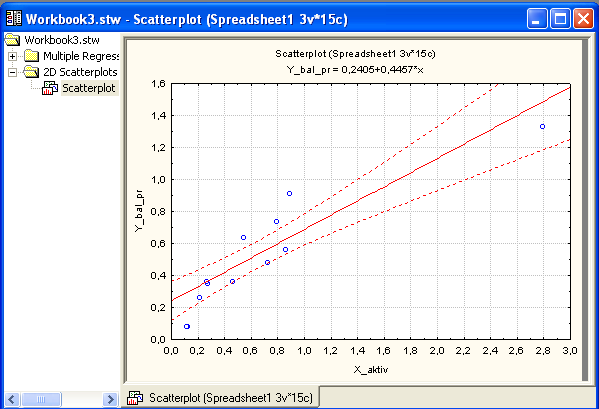 Workbook3.stw - Scatterplot (Spreadsheet1 3v*15c)
Workbook3.stw
Multiple Regress
2D Scatterplots
Scatterplot
Scatterplot (Spreadsheet1 3v*15c)
Y_bal_pr = 0,2405+0,4457*x
1,6
1,4
1,2
1,0
0,8
0,6
0,4
0,2
0,0
Y_bal_pr
0,0 0,2 0,4 0,6 0,8 1,0 1,2 1,4 1,6 1,8 2,0 2,2 2,4 2,6 2,8 3,0
X_aktiv
Scatterplot (Spreadsheet1 3v*15c)